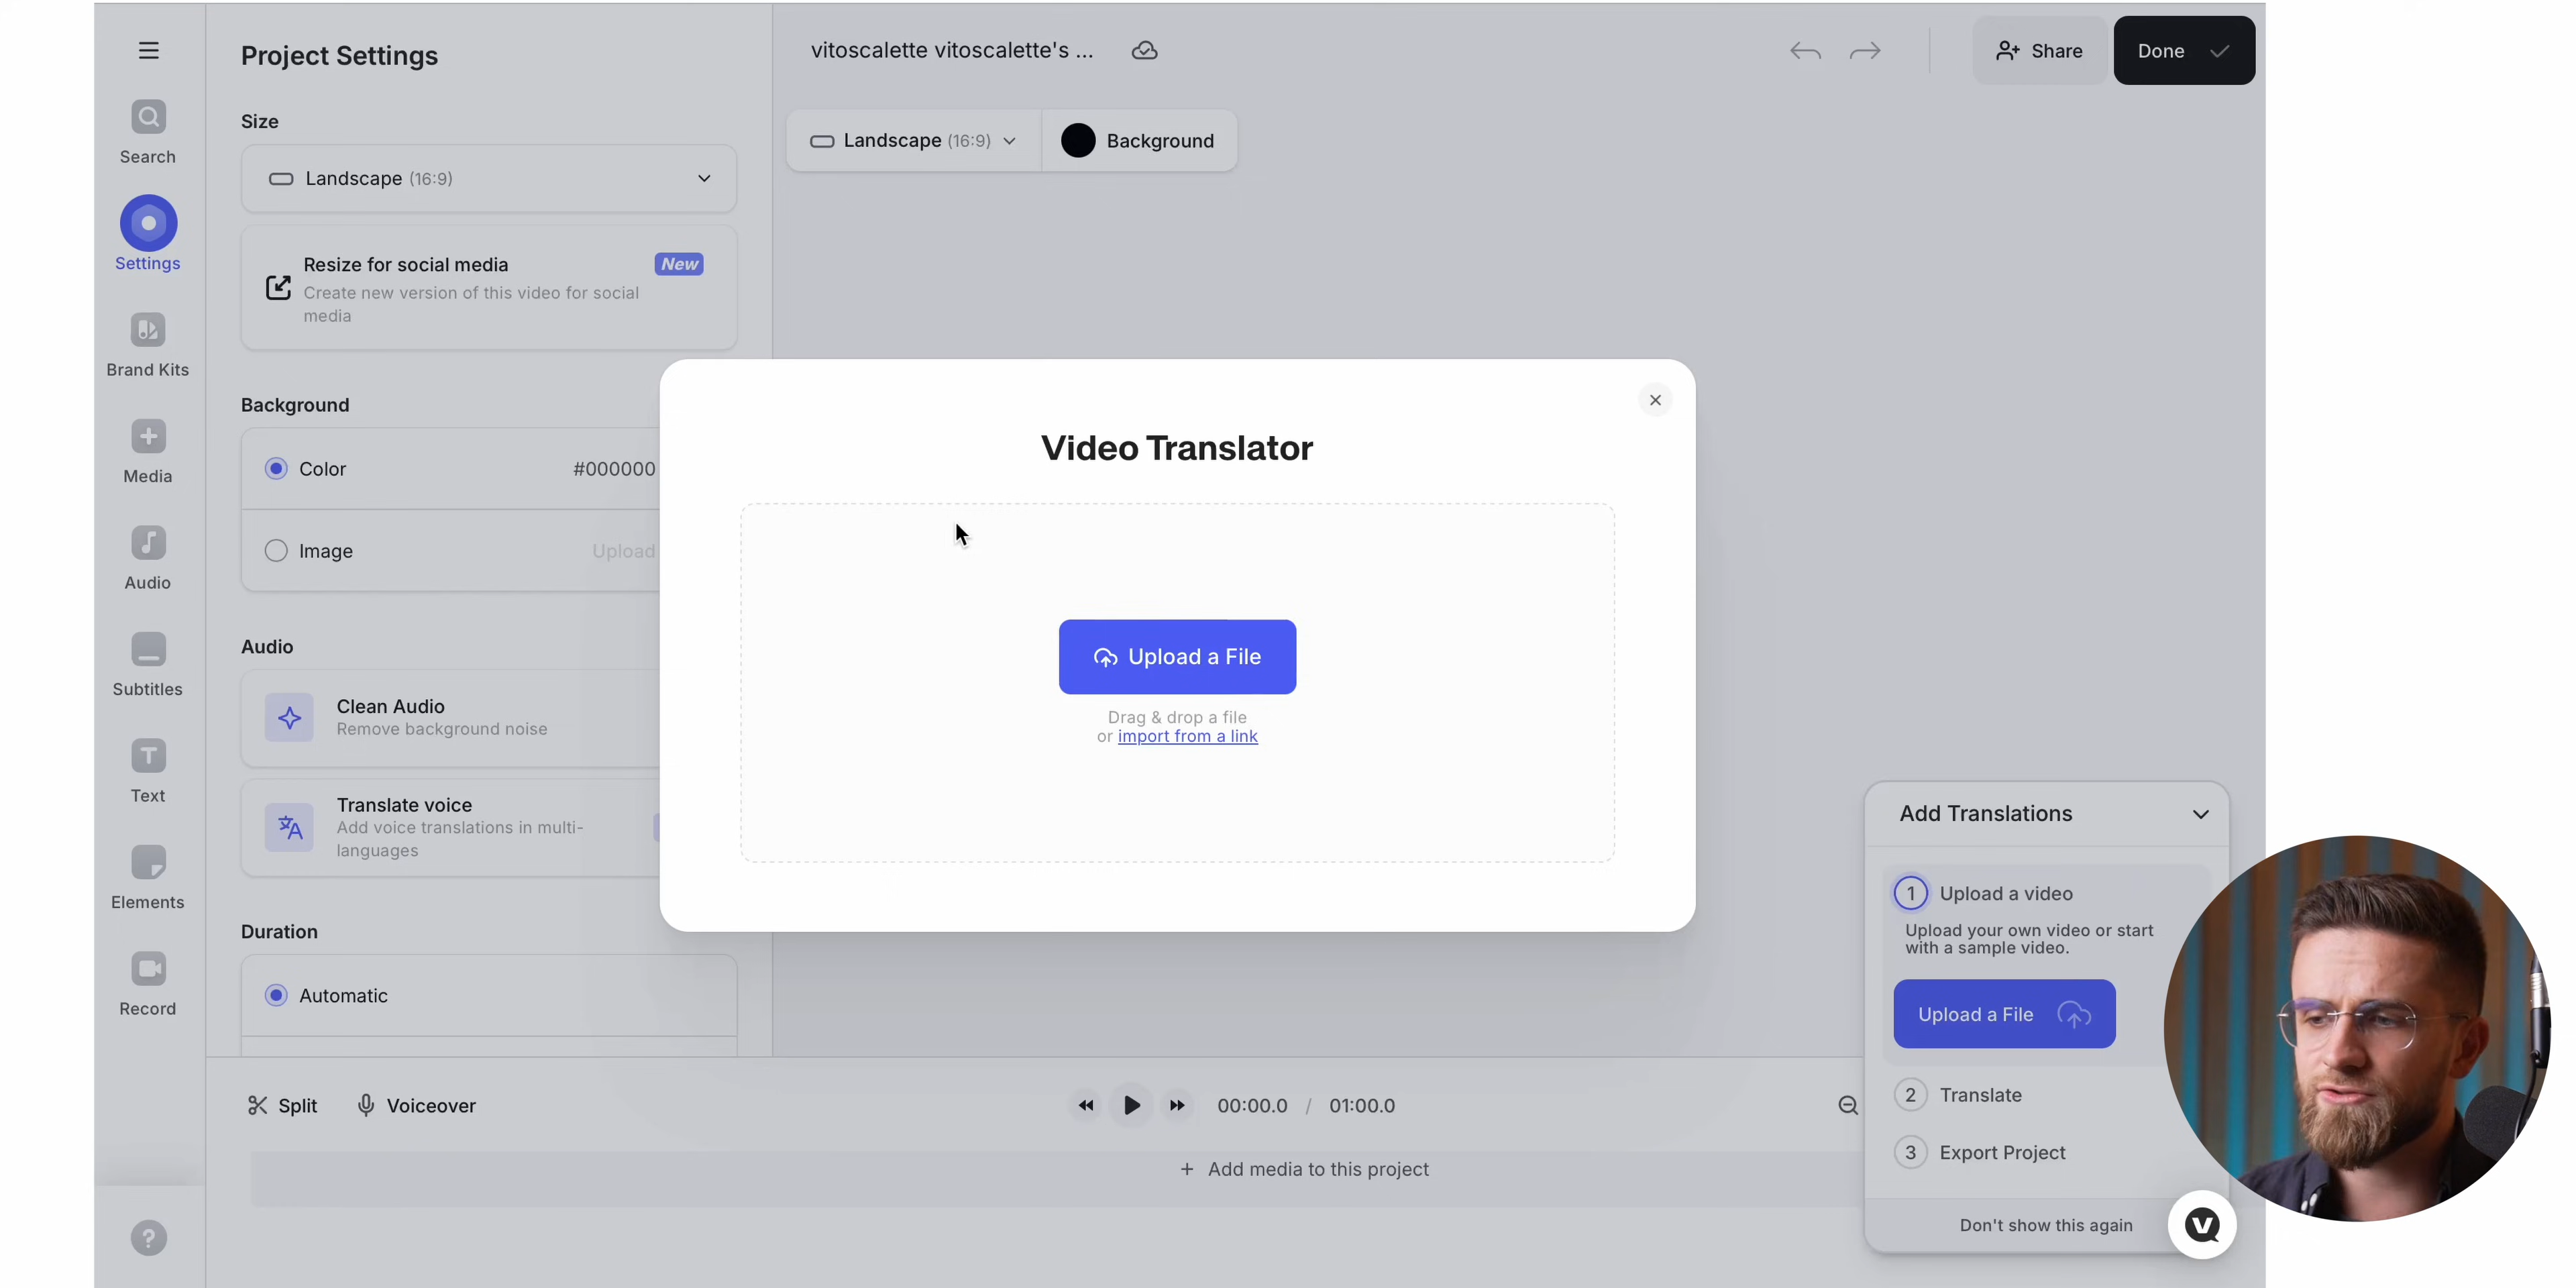 Project Settings
vitoscalette vitoscalette's ...
Share
Done
Search
Settings
Brand Kits
Media
Audio
Subtitles
Text
Elements
Record
Size
Landscape (16:9)
Resize for social media
New
Create new version of this video for social
media
Background
Color
#000000
Image
Upload
Audio
Clean Audio
Remove background noise
Translate voice
Add voice translations in multi-
languages
Duration
Automatic
Landscape (16:9)
Background
Video Translator
Upload a File
Drag & drop a file
or import from a link
Add Translations
1 Upload a video
Upload your own video or start
with a sample video.
Upload a File
2 Translate
3 Export Project
Don't show this again
Split
Voiceover
00:00.0 / 01:00.0
+ Add media to this project